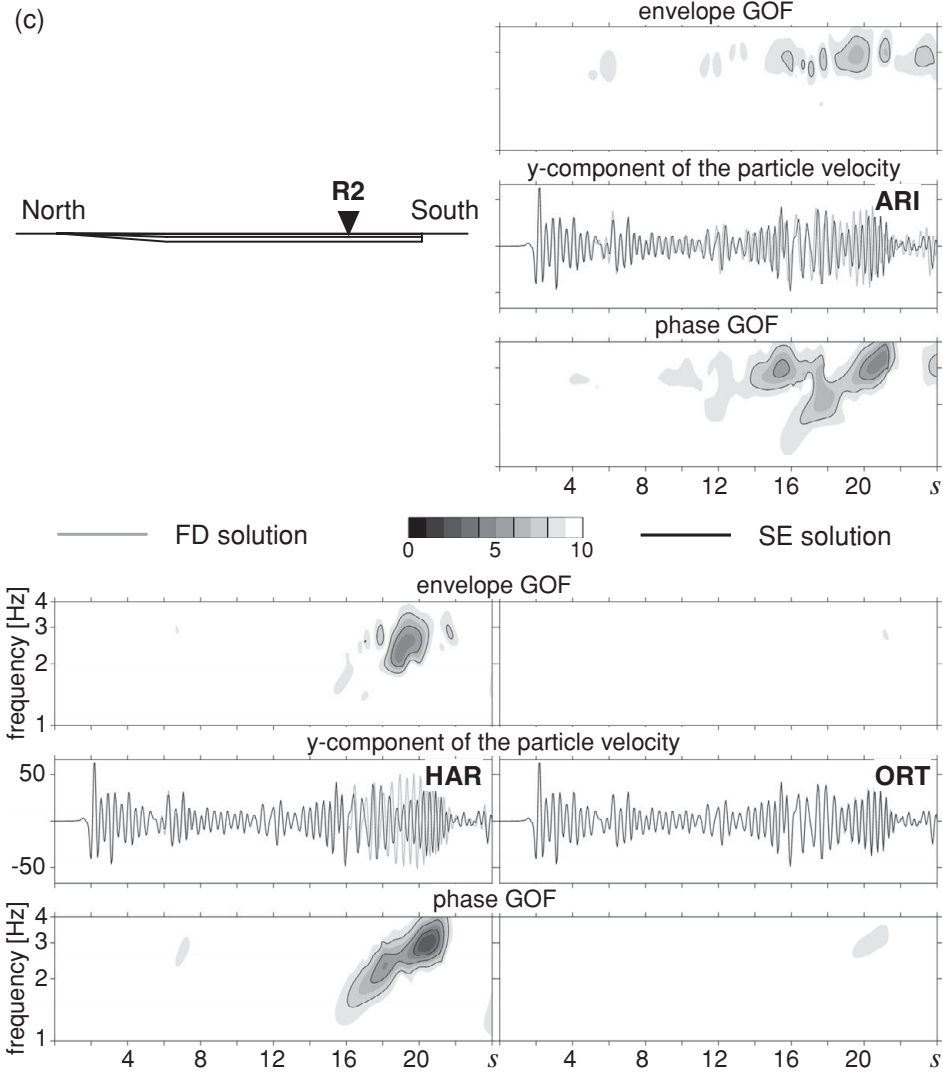 (c)
envelope GOF
y-component of the particle velocity
ARI
R2
North South
phase GOF
4 8 12 16 20 s
FD solution
0 5 10
SE solution
envelope GOF
frequency [Hz]
4
3
2
1
y-component of the particle velocity
50
-50
HAR
ORT
phase GOF
frequency [Hz]
4
3
2
1
4 8 12 16 20 s
4 8 12 16 20 s